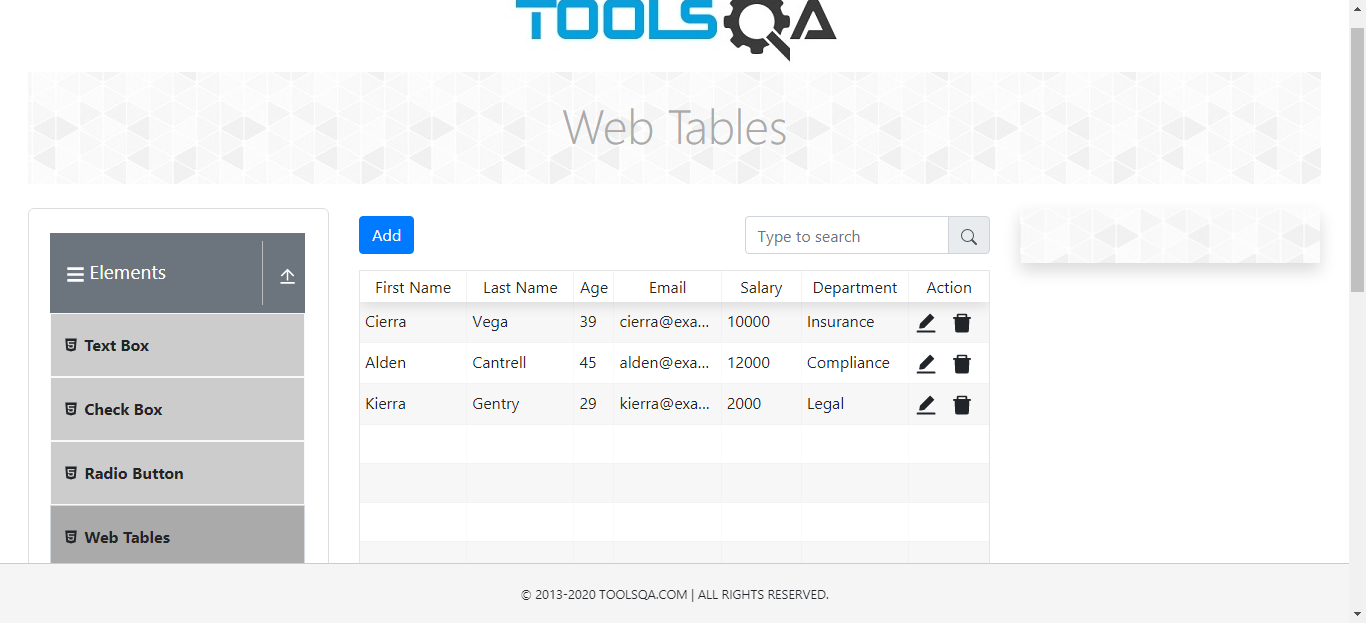 TOOLSQA
Web Tables
Elements
Text Box
Check Box
Radio Button
Web Tables
Add
Type to search
First Name Last Name Age Email Salary Department Action
Cierra Vega 39 cierra@exa... 10000 Insurance
Alden Cantrell 45 alden@exa... 12000 Compliance
Kierra Gentry 29 kierra@exa... 2000 Legal
© 2013-2020 TOOLSQA.COM | ALL RIGHTS RESERVED.